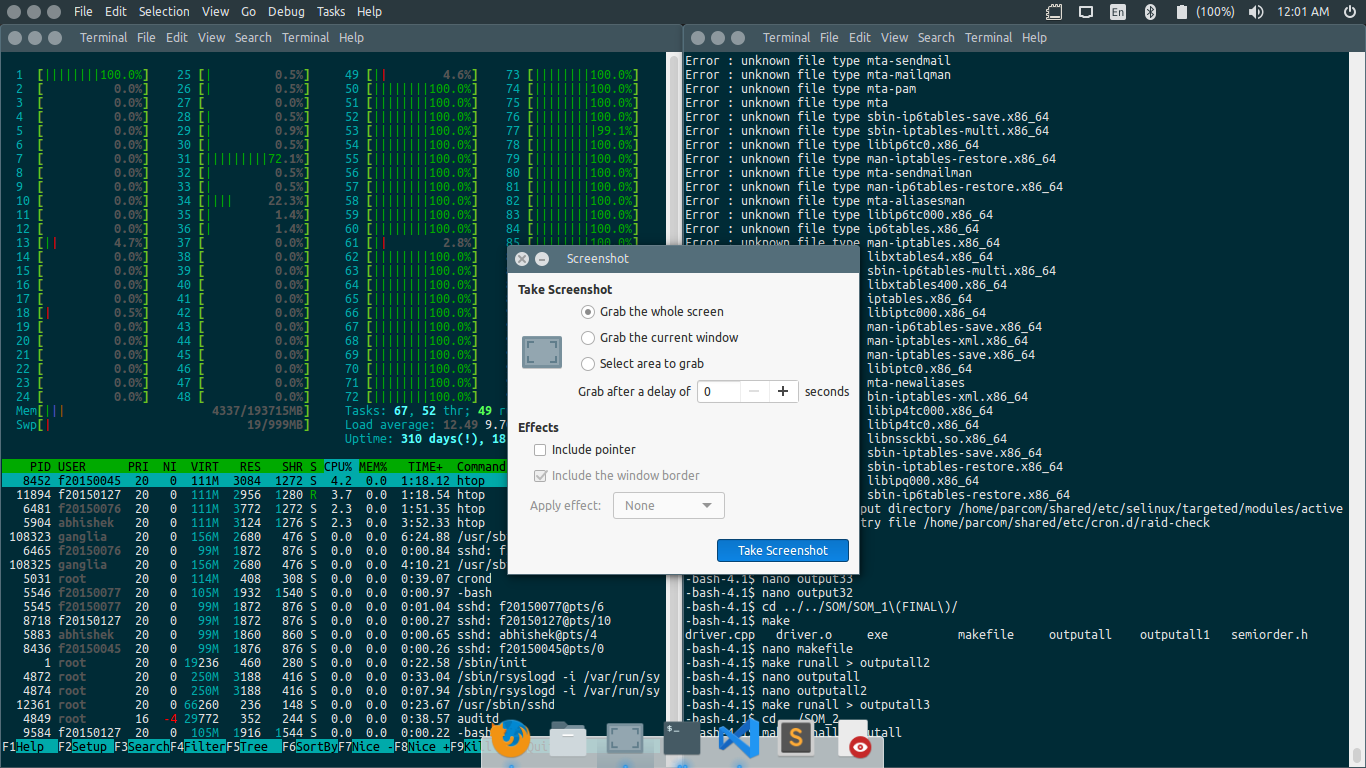 File Edit Selection View Go Debug Tasks Help En (100%) 12:01 AM
Terminal File Edit View Search Terminal Help
1 [||||||||100.0%] 25 [| 0.5%] 49 [|| 4.6%] 73 [||||||||100.0%]
2 [ 0.0%] 26 [| 0.5%] 50 [||||||||100.0%] 74 [||||||||100.0%]
3 [ 0.0%] 27 [ 0.0%] 51 [||||||||100.0%] 75 [||||||||100.0%]
4 [ 0.0%] 28 [| 0.5%] 52 [||||||||100.0%] 76 [||||||||100.0%]
5 [ 0.0%] 29 [| 0.9%] 53 [||||||||100.0%] 77 [||||||||| 99.1%]
6 [ 0.0%] 30 [| 0.5%] 54 [||||||||100.0%] 78 [||||||||100.0%]
7 [ 0.0%] 31 [|||||||||72.1%] 55 [||||||||100.0%] 79 [||||||||100.0%]
8 [ 0.0%] 32 [| 0.5%] 56 [||||||||100.0%] 80 [||||||||100.0%]
9 [ 0.0%] 33 [| 0.5%] 57 [||||||||100.0%] 81 [||||||||100.0%]
10 [ 0.0%] 34 [|||| 22.3%] 58 [||||||||100.0%] 82 [||||||||100.0%]
11 [ 0.0%] 35 [| 1.4%] 59 [||||||||100.0%] 83 [||||||||100.0%]
12 [ 0.0%] 36 [| 1.4%] 60 [||||||||100.0%] 84 [||||||||100.0%]
13 [|| 4.7%] 37 [ 0.0%] 61 [|| 2.8%] 85
14 [ 0.0%] 38 [ 0.0%] 62 [||||||||100.0%]
15 [ 0.0%] 39 [ 0.0%] 63 [||||||||100.0%]
16 [ 0.0%] 40 [ 0.0%] 64 [||||||||100.0%]
17 [ 0.0%] 41 [ 0.0%] 65 [||||||||100.0%]
18 [| 0.5%] 42 [ 0.0%] 66 [||||||||100.0%]
19 [ 0.0%] 43 [ 0.0%] 67 [||||||||100.0%]
20 [ 0.0%] 44 [ 0.0%] 68 [||||||||100.0%]
21 [ 0.0%] 45 [ 0.0%] 69 [||||||||100.0%]
22 [ 0.0%] 46 [ 0.0%] 70 [||||||||100.0%]
23 [ 0.0%] 47 [ 0.0%] 71 [||||||||100.0%]
24 [ 0.0%] 48 [ 0.0%] 72 [||||||||100.0%]
Mem[||| 4337/193715MB] Tasks: 67, 52 thr; 49 r
Swp[| 19/999MB] Load average: 12.49 9.7
Uptime: 310 days(!), 18
PID USER PRI NI VIRT RES SHR S CPU% MEM% TIME+ Command
8452 f20150045 20 0 111M 3084 1272 S 4.2 0.0 1:18.12 htop
11894 f20150127 20 0 111M 2956 1280 R 3.7 0.0 1:18.54 htop
6481 f20150076 20 0 111M 3772 1272 S 2.3 0.0 1:51.35 htop
5904 abhishek 20 0 111M 3124 1276 S 2.3 0.0 3:52.33 htop
108323 ganglia 20 0 156M 2680 476 S 0.0 0.0 6:24.88 /usr/sb
6465 f20150076 20 0 99M 1872 876 S 0.0 0.0 0:00.84 sshd: f
108325 ganglia 20 0 156M 2680 476 S 0.0 0.0 4:10.21 /usr/sb
5031 root 20 0 114M 408 308 S 0.0 0.0 0:39.07 crond
5546 f20150077 20 0 105M 1932 1540 S 0.0 0.0 0:00.97 -bash
5545 f20150077 20 0 99M 1872 876 S 0.0 0.0 0:01.04 sshd: f20150077@pts/6
8718 f20150127 20 0 99M 1872 876 S 0.0 0.0 0:00.27 sshd: f20150127@pts/10
5883 abhishek 20 0 99M 1860 860 S 0.0 0.0 0:00.65 sshd: abhishek@pts/4
8436 f20150045 20 0 99M 1876 876 S 0.0 0.0 0:00.26 sshd: f20150045@pts/0
1 root 20 0 19236 460 280 S 0.0 0.0 0:22.58 /sbin/init
4872 root 20 0 250M 3188 416 S 0.0 0.0 0:33.04 /sbin/rsyslogd -i /var/run/sy
4874 root 20 0 250M 3188 416 S 0.0 0.0 0:07.94 /sbin/rsyslogd -i /var/run/sy
12361 root 20 0 66260 236 148 S 0.0 0.0 0:23.67 /usr/sbin/sshd
4849 root 16 -4 29772 352 244 S 0.0 0.0 0:38.57 auditd
9584 f20150127 20 0 105M 1944 S 0.0 0.0 0:00.22 -bash
F1Help F2Setup F3SearchF4FilterF5Tree F6SortByF7Nice -F8Nice +F9Kil
Screenshot
Take Screenshot
Grab the whole screen
Grab the current window
Select area to grab
Grab after a delay of 0 − + seconds
Effects
Include pointer
Include the window border
Apply effect: None
Take Screenshot
Terminal File Edit View Search Terminal Help
Error : unknown file type mta-sendmail
Error : unknown file type mta-mailqman
Error : unknown file type mta-pam
Error : unknown file type mta
Error : unknown file type sbin-ip6tables-save.x86_64
Error : unknown file type sbin-iptables-multi.x86_64
Error : unknown file type libip6tc0.x86_64
Error : unknown file type man-iptables-restore.x86_64
Error : unknown file type mta-sendmailman
Error : unknown file type man-ip6tables-restore.x86_64
Error : unknown file type mta-aliasesman
Error : unknown file type libip6tc000.x86_64
Error : unknown file type ip6tables.x86_64
Error : unknown file type man-iptables.x86_64
libxtables4.x86_64
sbin-ip6tables-multi.x86_64
libxtables400.x86_64
iptables.x86_64
libiptc000.x86_64
man-ip6tables-save.x86_64
man-iptables-xml.x86_64
man-iptables-save.x86_64
libiptc0.x86_64
mta-newaliases
bin-iptables-xml.x86_64
libip4tc000.x86_64
libip4tc0.x86_64
libnssckbi.so.x86_64
sbin-iptables-save.x86_64
sbin-iptables-restore.x86_64
libipq000.x86_64
sbin-ip6tables-restore.x86_64
put directory /home/parcom/shared/etc/selinux/targeted/modules/active
try file /home/parcom/shared/etc/cron.d/raid-check
-bash-4.1$ nano output33
-bash-4.1$ nano output32
-bash-4.1$ cd ../../SOM/SOM_1\(FINAL\)/
-bash-4.1$ make
driver.cpp driver.o exe makefile outputall outputall1 semiorder.h
-bash-4.1$ nano makefile
-bash-4.1$ make runall > outputall2
-bash-4.1$ nano outputall
-bash-4.1$ nano outputall2
-bash-4.1$ make runall > outputall3
-bash-4.1$ cd ../SOM_2